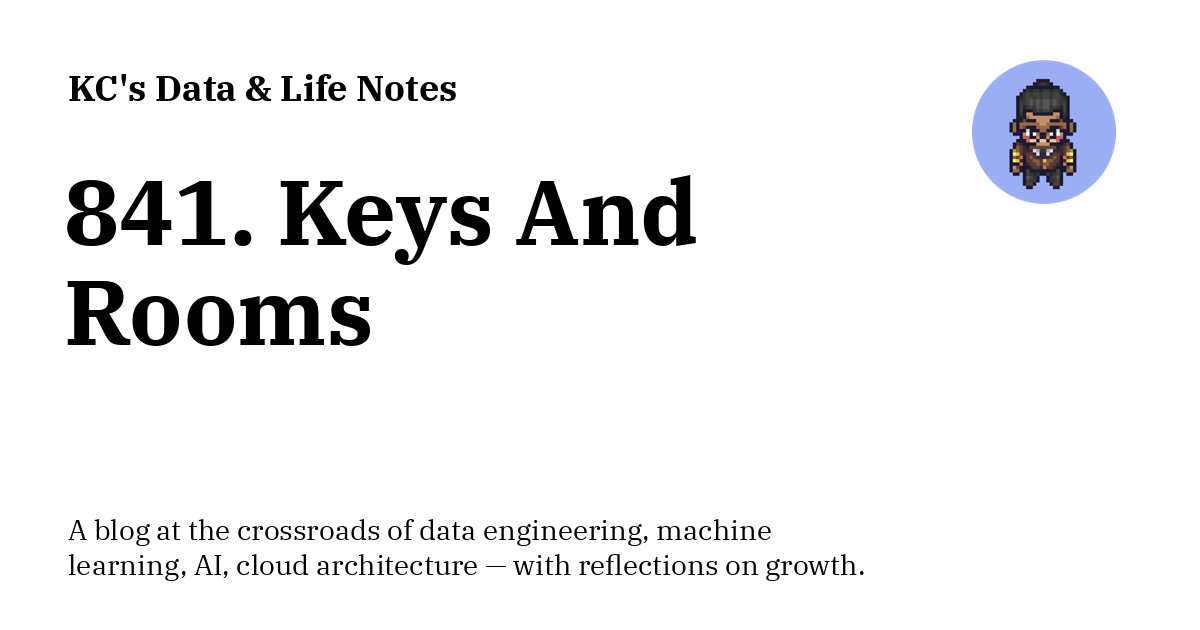 KC's Data & Life Notes
841. Keys And
Rooms
A blog at the crossroads of data engineering, machine
learning, AI, cloud architecture — with reflections on growth.